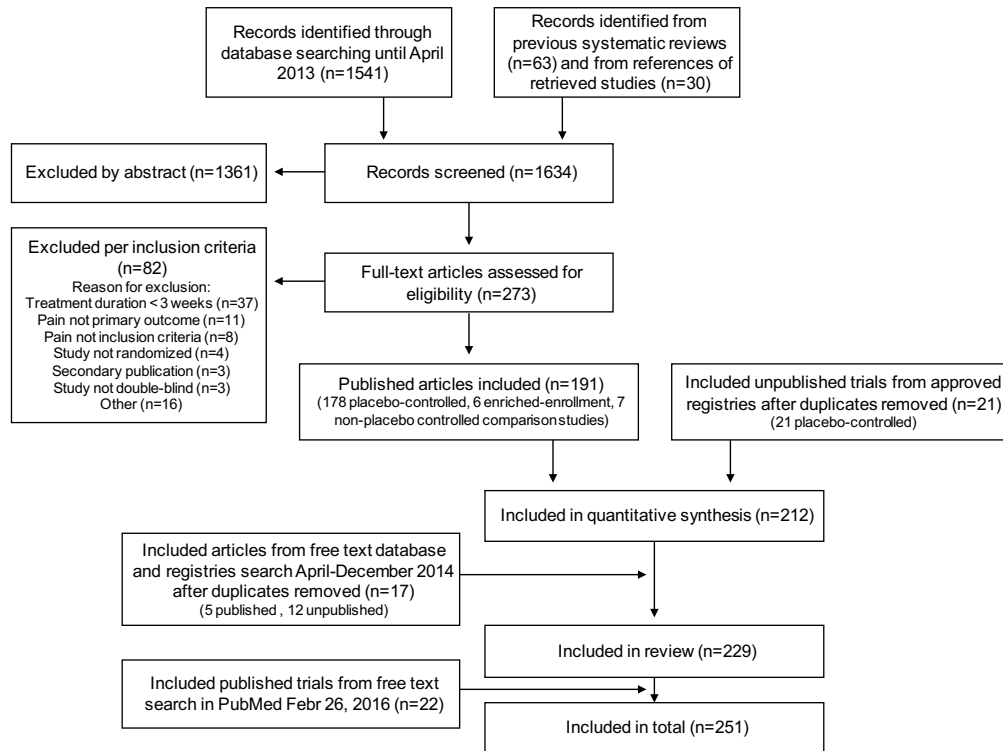 Records identified through
database searching until April
2013 (n=1541)
Records identified from
previous systematic reviews
(n=63) and from references of
retrieved studies (n=30)
Excluded by abstract (n=1361)
Records screened (n=1634)
Excluded per inclusion criteria
(n=82)
Reason for exclusion:
Treatment duration < 3 weeks (n=37)
Pain not primary outcome (n=11)
Pain not inclusion criteria (n=8)
Study not randomized (n=4)
Secondary publication (n=3)
Study not double-blind (n=3)
Other (n=16)
Full-text articles assessed for
eligibility (n=273)
Published articles included (n=191)
(178 placebo-controlled, 6 enriched-enrollment, 7
non-placebo controlled comparison studies)
Included unpublished trials from approved
registries after duplicates removed (n=21)
(21 placebo-controlled)
Included in quantitative synthesis (n=212)
Included articles from free text database
and registries search April-December 2014
after duplicates removed (n=17)
(5 published , 12 unpublished)
Included in review (n=229)
Included published trials from free text
search in PubMed Febr 26, 2016 (n=22)
Included in total (n=251)